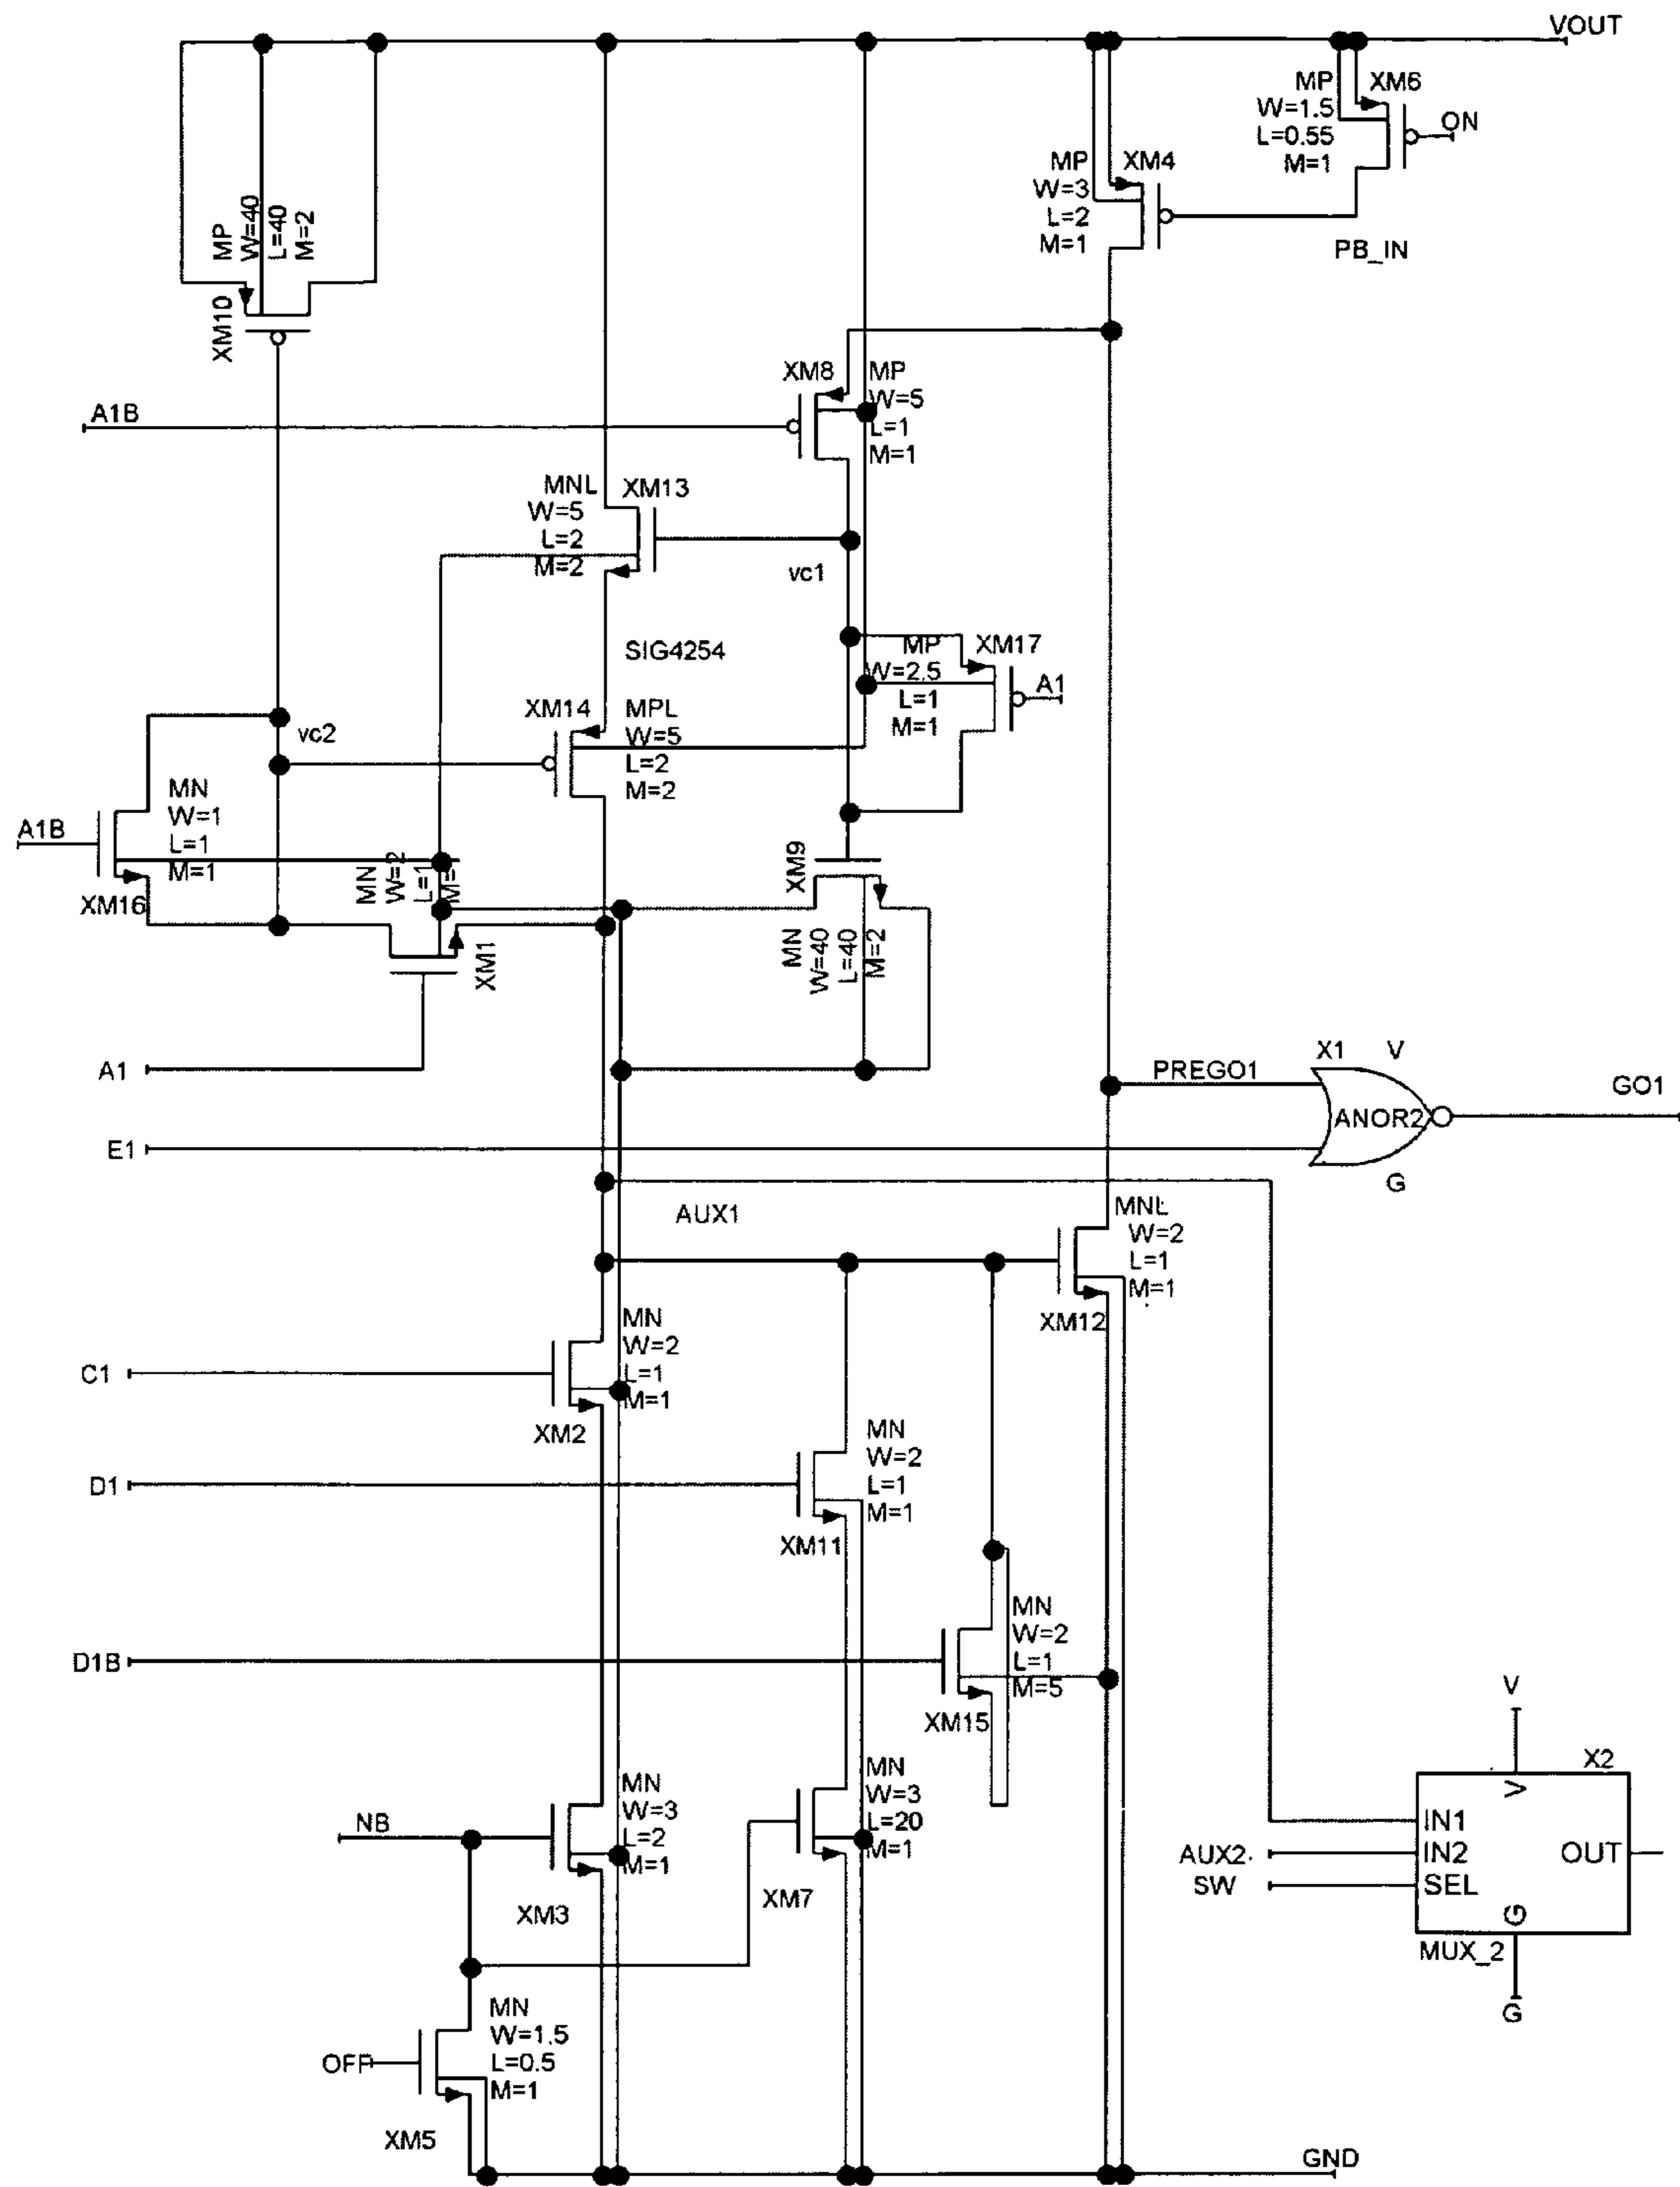 VOUT
MP
W=1.5
L=0.55
M=1
XM6
ON
MP
W=3
L=2
M=1
XM4
PB_IN
MP
W=40
L=40
M=2
XM10
A1B
XM8
MP
W=5
L=1
M=1
MNL
W=5
L=2
M=2
XM13
vc1
SIG4254
MP
W=2.5
L=1
M=1
XM17
A1
XM14
MPL
W=5
L=2
M=2
vc2
A1B
MN
W=1
L=1
M=1
XM16
MN
W=2
L=1
XM1
XM9
MN
W=40
L=40
M=2
A1
X1
V
PREGO1
ANOR2
GO1
E1
G
AUX1
MNL
W=2
L=1
M=1
XM12
C1
MN
W=2
L=1
M=1
XM2
D1
MN
W=2
L=1
M=1
XM11
D1B
MN
W=2
L=1
M=5
XM15
NB
MN
W=3
L=2
M=1
XM3
MN
W=3
L=20
M=1
XM7
V
X2
V
IN1
AUX2
IN2
OUT
SW
SEL
G
MUX_2
G
OFF
MN
W=1.5
L=0.5
M=1
XM5
GND